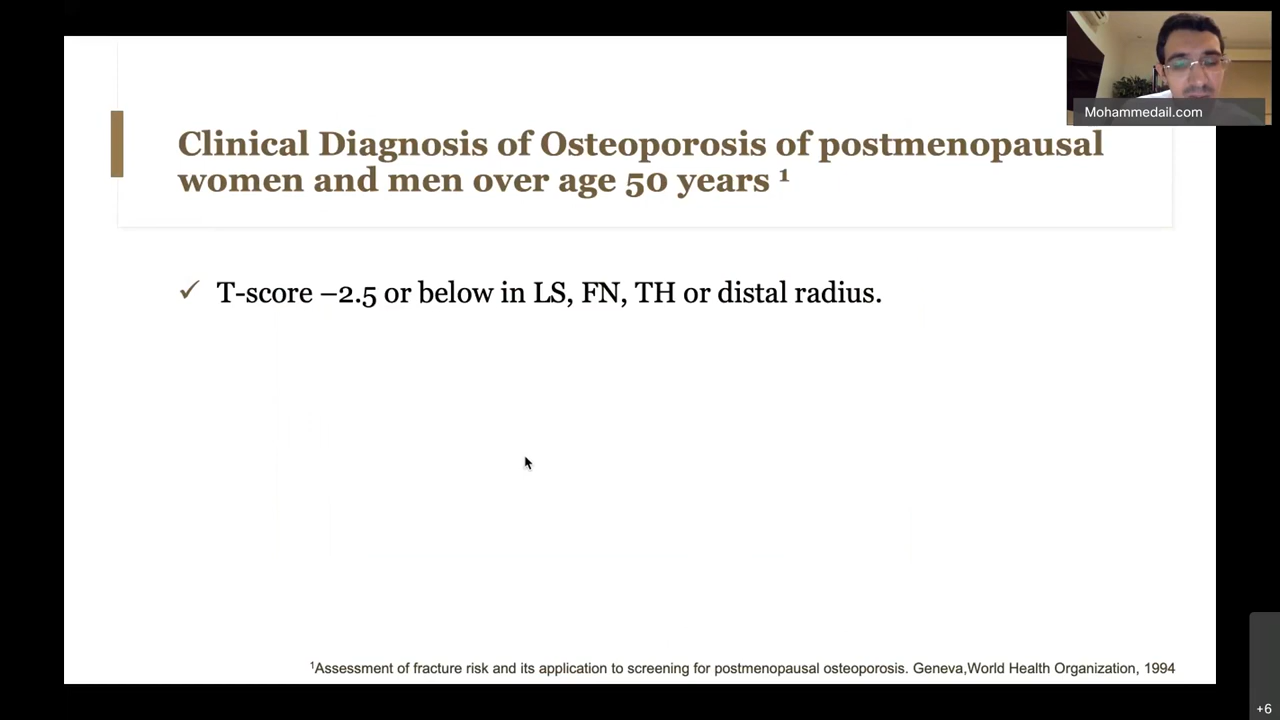 Mohammedail.com
Clinical Diagnosis of Osteoporosis of postmenopausal
women and men over age 50 years ¹
✓ T-score –2.5 or below in LS, FN, TH or distal radius.
¹Assessment of fracture risk and its application to screening for postmenopausal osteoporosis. Geneva,World Health Organization, 1994
+6